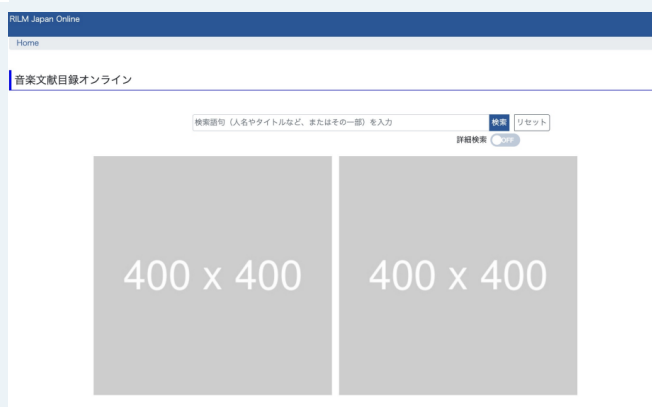 RILM Japan Online
Home
音楽文献目録オンライン
検索語句（人名やタイトルなど、またはその一部）を入力 検索 リセット
詳細検索 OFF
400 x 400 400 x 400